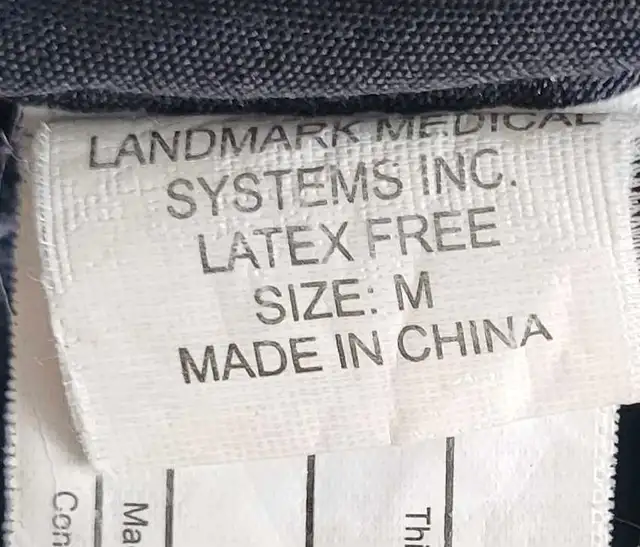 LANDMARK MEDICAL
SYSTEMS INC.
LATEX FREE
SIZE: M
MADE IN CHINA